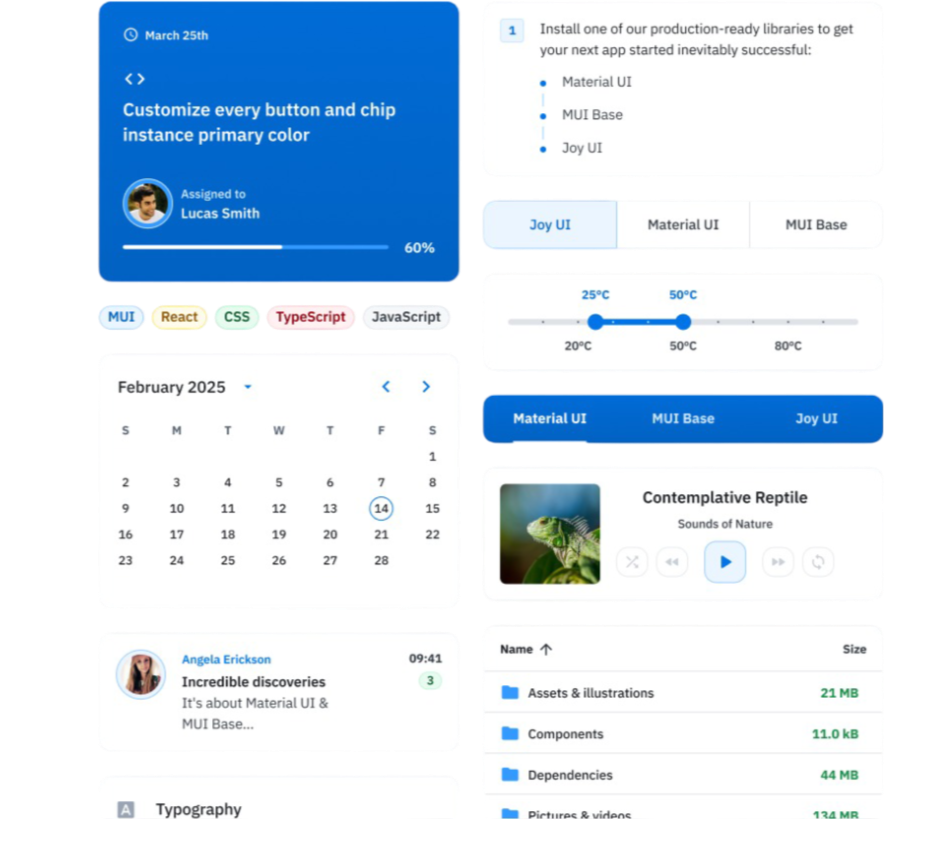 March 25th
Customize every button and chip
instance primary color
Assigned to
Lucas Smith
60%
MUI React CSS TypeScript JavaScript
February 2025
S M T W T F S
1
2 3 4 5 6 7 8
9 10 11 12 13 14 15
16 17 18 19 20 21 22
23 24 25 26 27 28
Angela Erickson 09:41
Incredible discoveries 3
It's about Material UI &
MUI Base...
A Typography
1 Install one of our production-ready libraries to get
your next app started inevitably successful:
Material UI
MUI Base
Joy UI
Joy UI Material UI MUI Base
25°C 50°C
20°C 50°C 80°C
Material UI MUI Base Joy UI
Contemplative Reptile
Sounds of Nature
Name Size
Assets & illustrations 21 MB
Components 11.0 kB
Dependencies 44 MB
Pictures & videos 134 MB